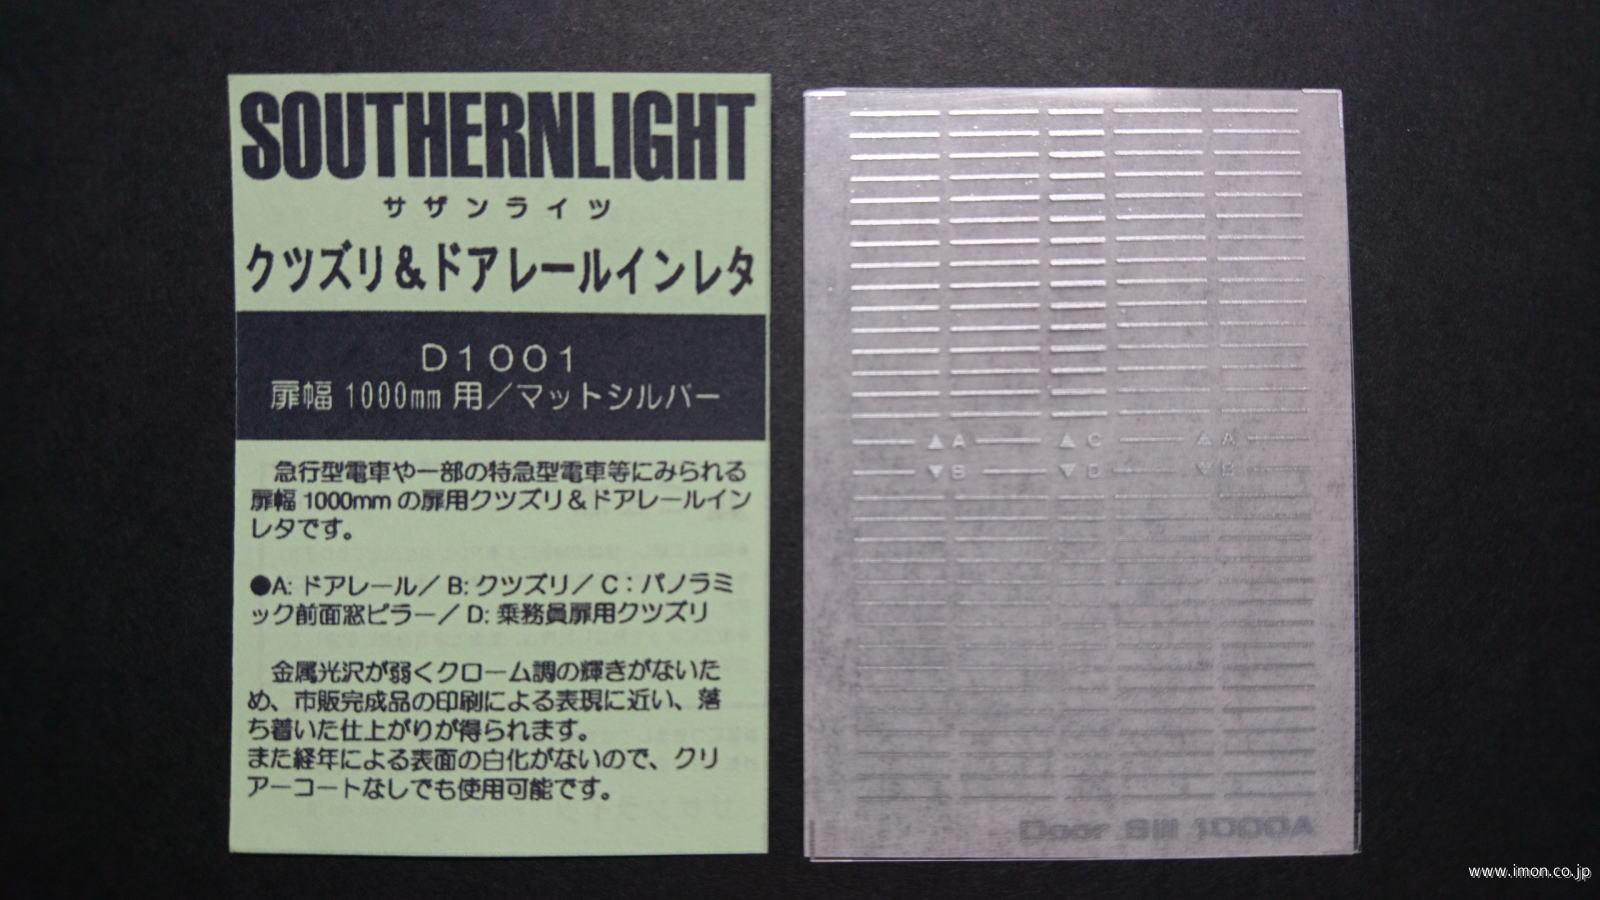 SOUTHERNLIGHT
サザンライツ
クツズリ＆ドアレールインレタ
D1001
扉幅 1000mm 用／マットシルバー
急行型電車や一部の特急型電車等にみられる
扉幅 1000mm の扉用クツズリ＆ドアレールイン
レタです。
●A: ドアレール／ B: クツズリ／ C：パノラミ
ック前面窓ピラー／ D: 乗務員扉用クツズリ
金属光沢が弱くクローム調の輝きがないた
め、市販完成品の印刷による表現に近い、落
ち着いた仕上がりが得られます。
また経年による表面の白化がないので、クリ
アーコートなしでも使用可能です。
▲A ▲C ▲A
▼B ▼D ▼B
Door Sill 1000A
www.imon.co.jp